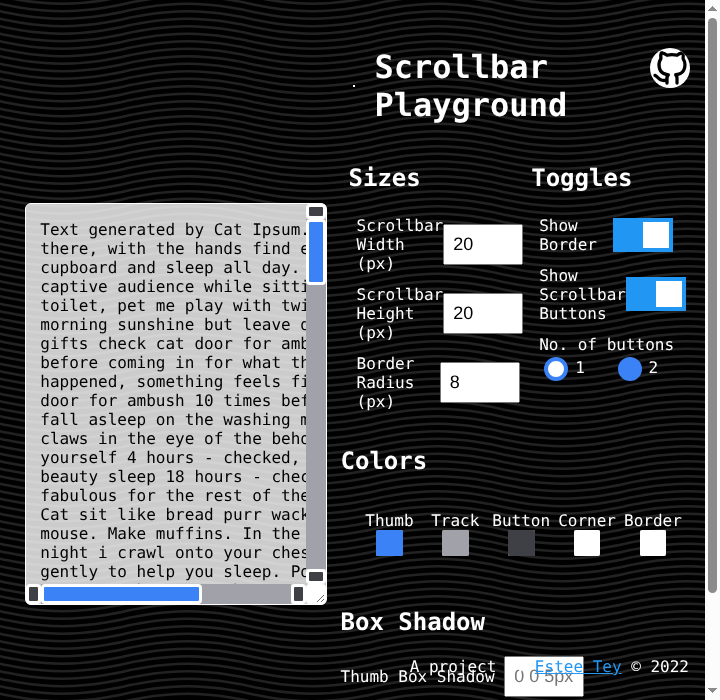 Scrollbar
Playground
Sizes
Toggles
Scrollbar
Width
(px)
20
Show
Border
Scrollbar
Height
(px)
20
Show
Scrollbar
Buttons
Border
Radius
(px)
8
No. of buttons
1
2
Text generated by Cat Ipsum.
there, with the hands find
cupboard and sleep all day.
captive audience while sitti
toilet, pet me play with twi
morning sunshine but leave
gifts check cat door for amb
before coming in for what th
happened, something feels fi
door for ambush 10 times bef
fall asleep on the washing
claws in the eye of the beho
yourself 4 hours - checked,
beauty sleep 18 hours - chec
fabulous for the rest of the
Cat sit like bread purr wack
mouse. Make muffins. In the
night i crawl onto your ches
gently to help you sleep. Po
Colors
Thumb
Track
Button
Corner
Border
Box Shadow
A project
Estee Tey © 2022
Thumb Box Shadow
0 0 5px